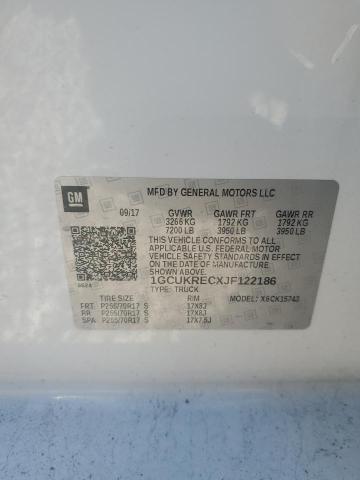 GM
MFD BY GENERAL MOTORS LLC
09/17 GVWR GAWR FRT GAWR RR
3266 KG 1792 KG 1792 KG
7200 LB 3950 LB 3950 LB
THIS VEHICLE CONFORMS TO ALL
APPLICABLE U.S. FEDERAL MOTOR
VEHICLE SAFETY STANDARDS IN
EFFECT ON THE DATE OF
MANUFACTURE SHOWN ABOVE.
1GCUKRECXJF122186
TYPE: TRUCK
TIRE SIZE RIM MODEL: X6CK15743
FRT P255/70R17 S 17X8J
RR P255/70R17 S 17X8J
SPA P255/70R17 S 17X7.5J